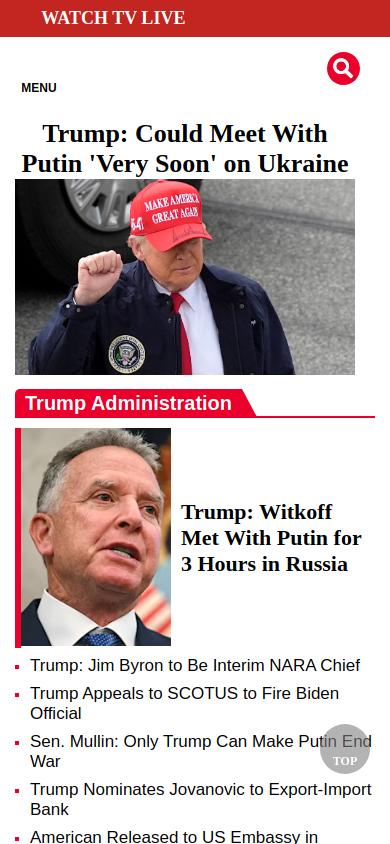 WATCH TV LIVE
MENU
Trump: Could Meet With
Putin 'Very Soon' on Ukraine
MAKE AMERICA
GREAT AGAIN
Trump Administration
Trump: Witkoff
Met With Putin for
3 Hours in Russia
Trump: Jim Byron to Be Interim NARA Chief
Trump Appeals to SCOTUS to Fire Biden
Official
Sen. Mullin: Only Trump Can Make Putin End
War
TOP
Trump Nominates Jovanovic to Export-Import
Bank
American Released to US Embassy in